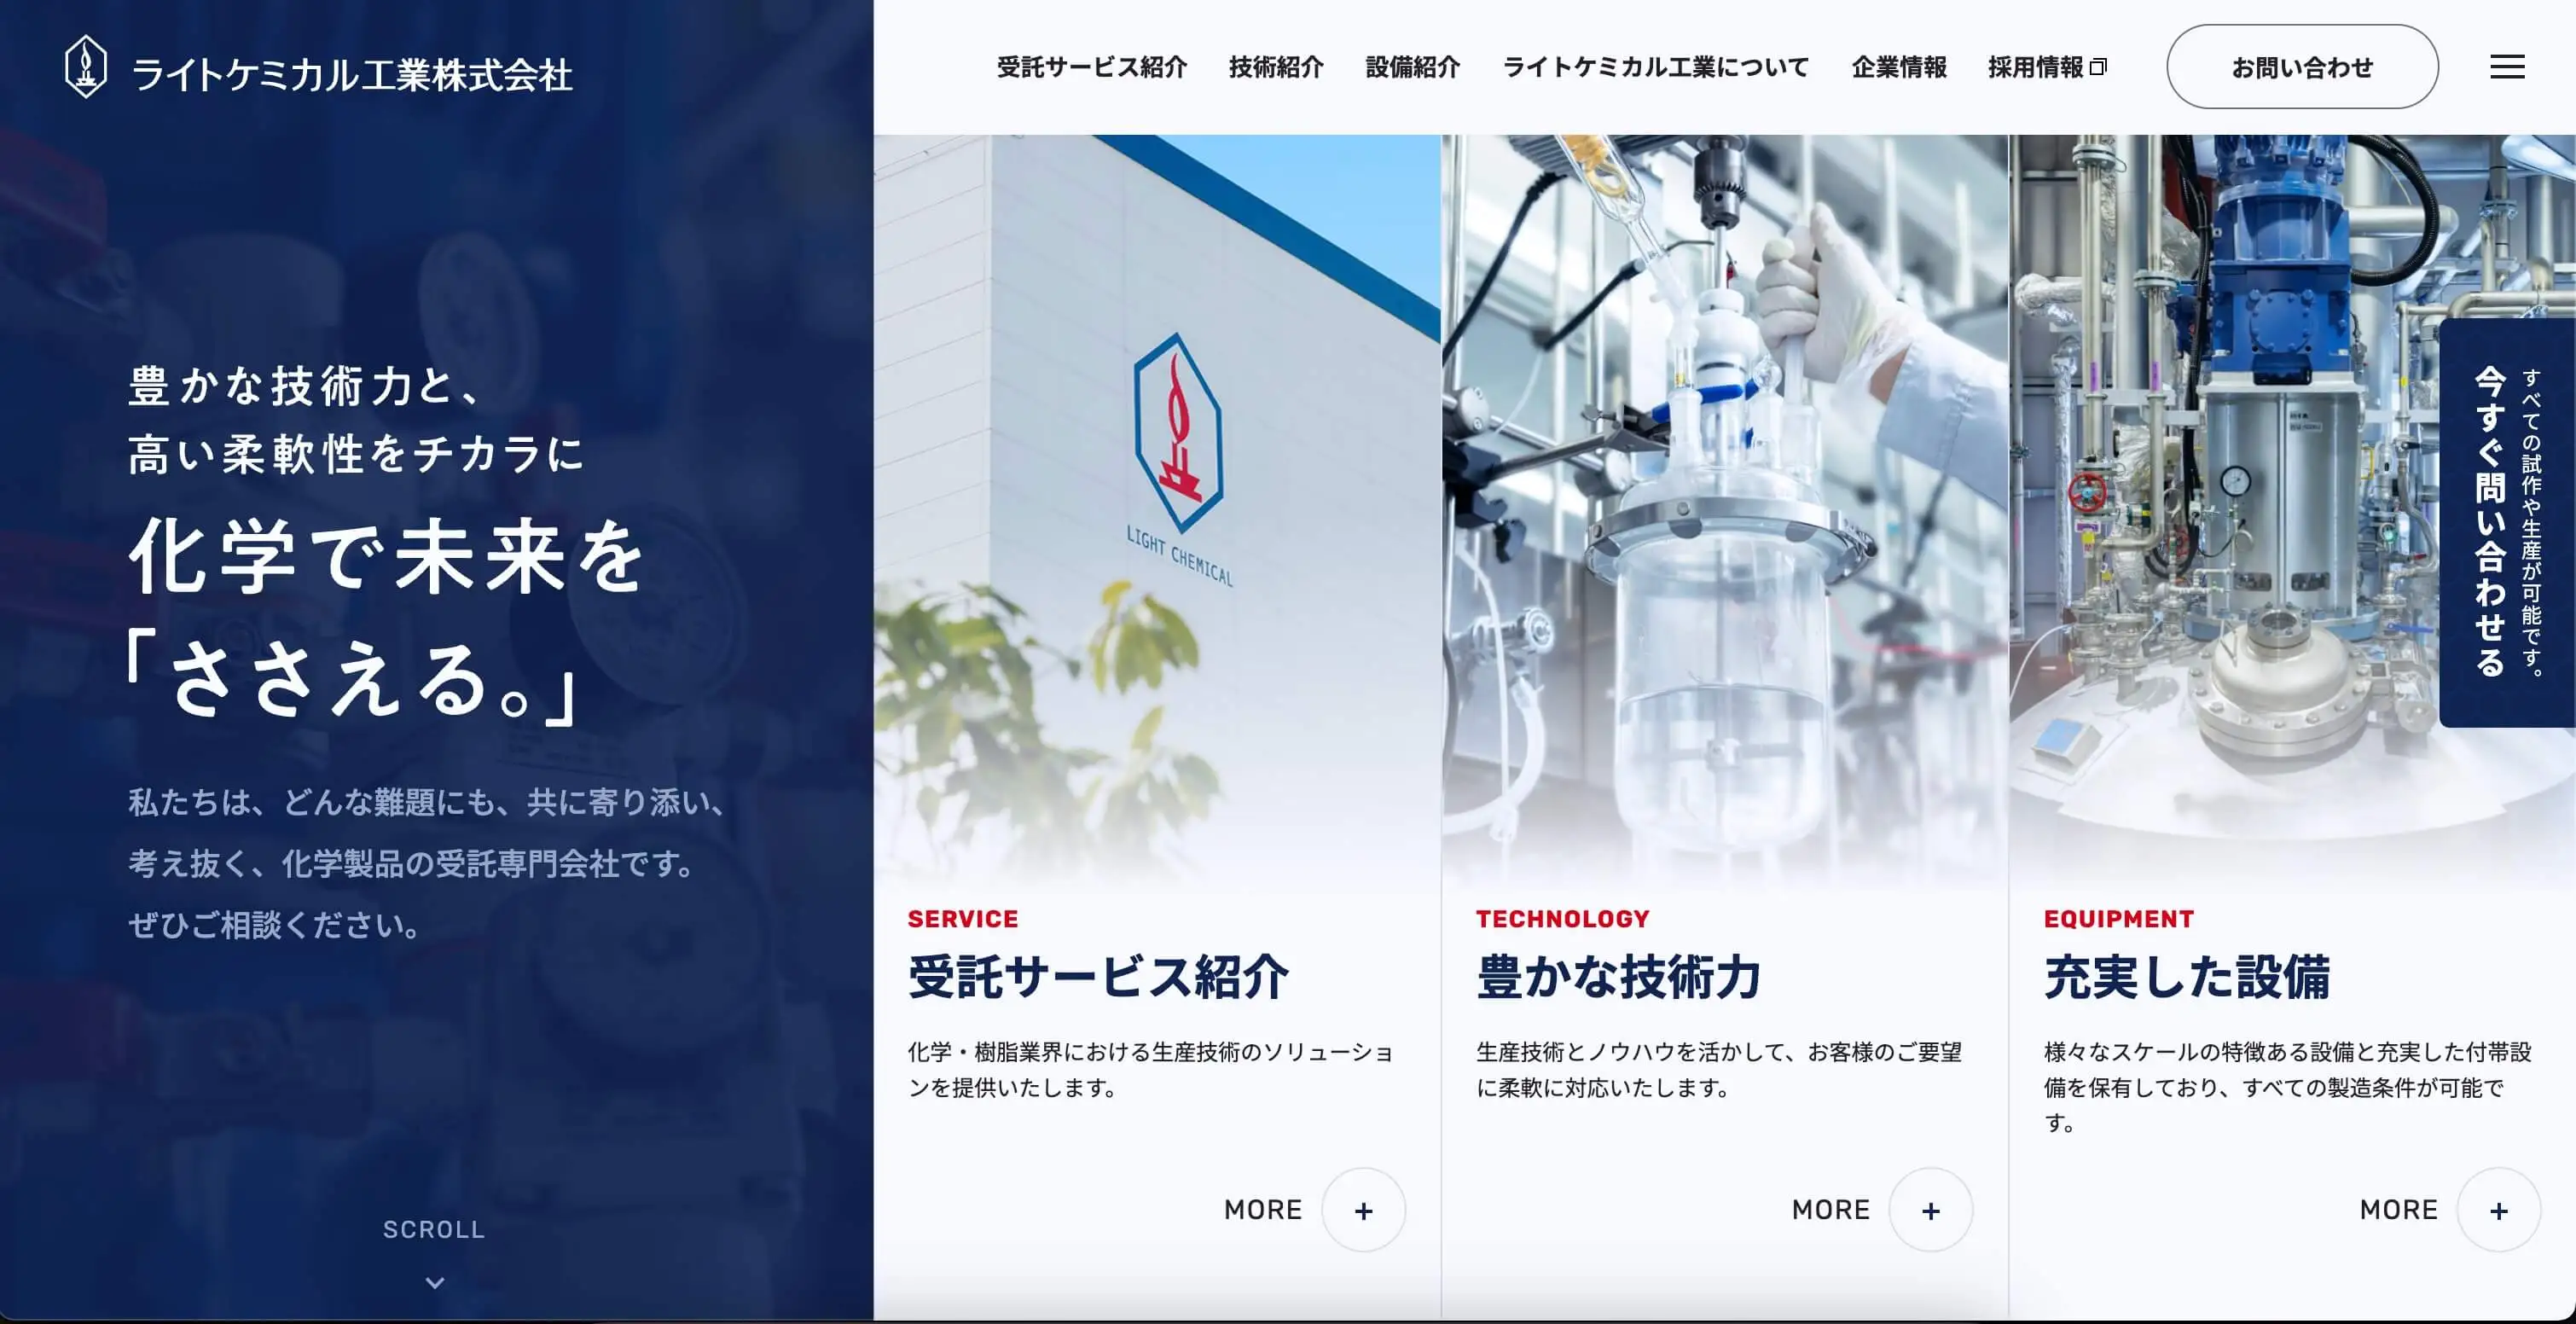 ライトケミカル工業株式会社
受託サービス紹介
技術紹介
設備紹介
ライトケミカル工業について
企業情報
採用情報
お問い合わせ
豊かな技術力と、
高い柔軟性をチカラに
化学で未来を
「ささえる。」
私たちは、どんな難題にも、共に寄り添い、
考え抜く、化学製品の受託専門会社です。
ぜひご相談ください。
SCROLL
LIGHT CHEMICAL
SERVICE
受託サービス紹介
化学・樹脂業界における生産技術のソリューショ
ンを提供いたします。
MORE
TECHNOLOGY
豊かな技術力
生産技術とノウハウを活かして、お客様のご要望
に柔軟に対応いたします。
MORE
EQUIPMENT
充実した設備
様々なスケールの特徴ある設備と充実した付帯設
備を保有しており、すべての製造条件が可能で
す。
MORE
すべての試作や生産が可能です。
今すぐ問い合わせる